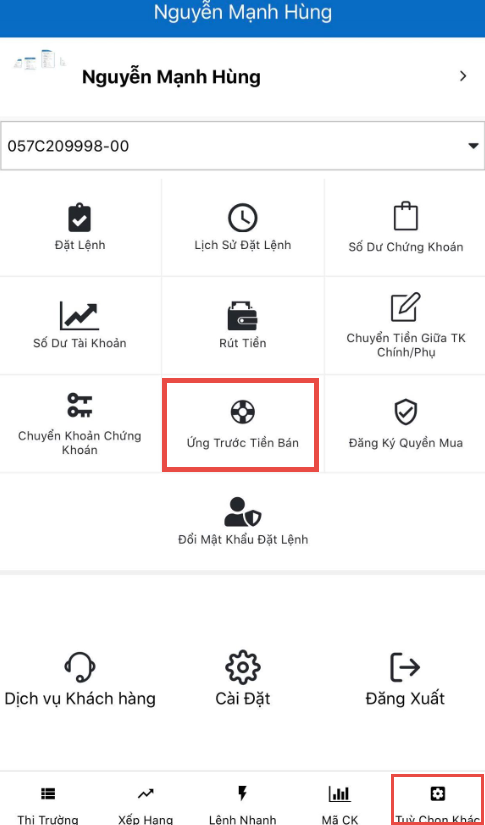 Nguyễn Mạnh Hùng
Nguyễn Mạnh Hùng
057C209998-00
Đặt Lệnh
Lịch Sử Đặt Lệnh
Số Dư Chứng Khoán
Số Dư Tài Khoản
Rút Tiền
Chuyển Tiền Giữa TK
Chính/Phụ
Chuyển Khoản Chứng
Khoán
Ứng Trước Tiền Bán
Đăng Ký Quyền Mua
Đổi Mật Khẩu Đặt Lệnh
Dịch vụ Khách hàng
Cài Đặt
Đăng Xuất
Thị Trường
Xếp Hạng
Lệnh Nhanh
Mã CK
Tuỳ Chọn Khác